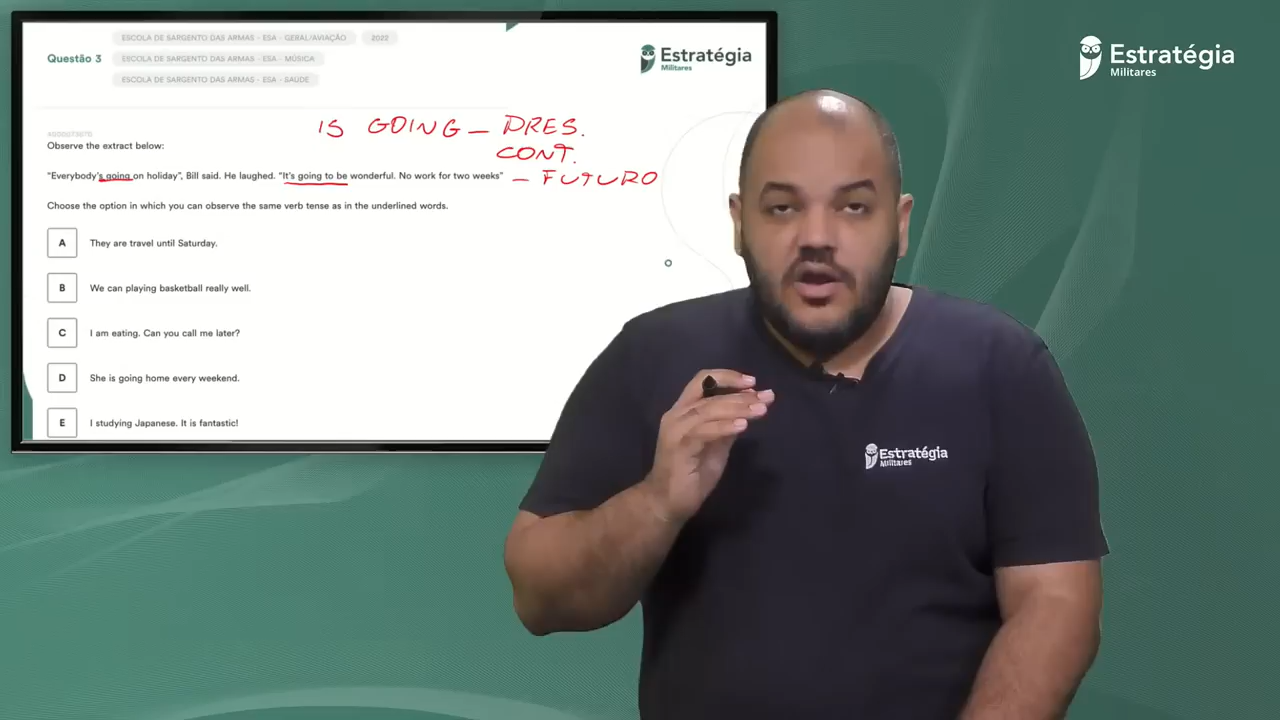 ESCOLA DE SARGENTO DAS ARMAS - ESA - GERAL/AVIAÇÃO 2022
Questão 3 ESCOLA DE SARGENTO DAS ARMAS - ESA - MÚSICA
ESCOLA DE SARGENTO DAS ARMAS - ESA - SAÚDE
Estratégia
Militares
Estratégia
Militares
IS GOING - PRES.
CONT.
Observe the extract below:
"Everybody's going on holiday", Bill said. He laughed. "It's going to be wonderful. No work for two weeks" - FUTURO
Choose the option in which you can observe the same verb tense as in the underlined words.
A They are travel until Saturday.
B We can playing basketball really well.
C I am eating. Can you call me later?
D She is going home every weekend.
E I studying Japanese. It is fantastic!
Estratégia
Militares